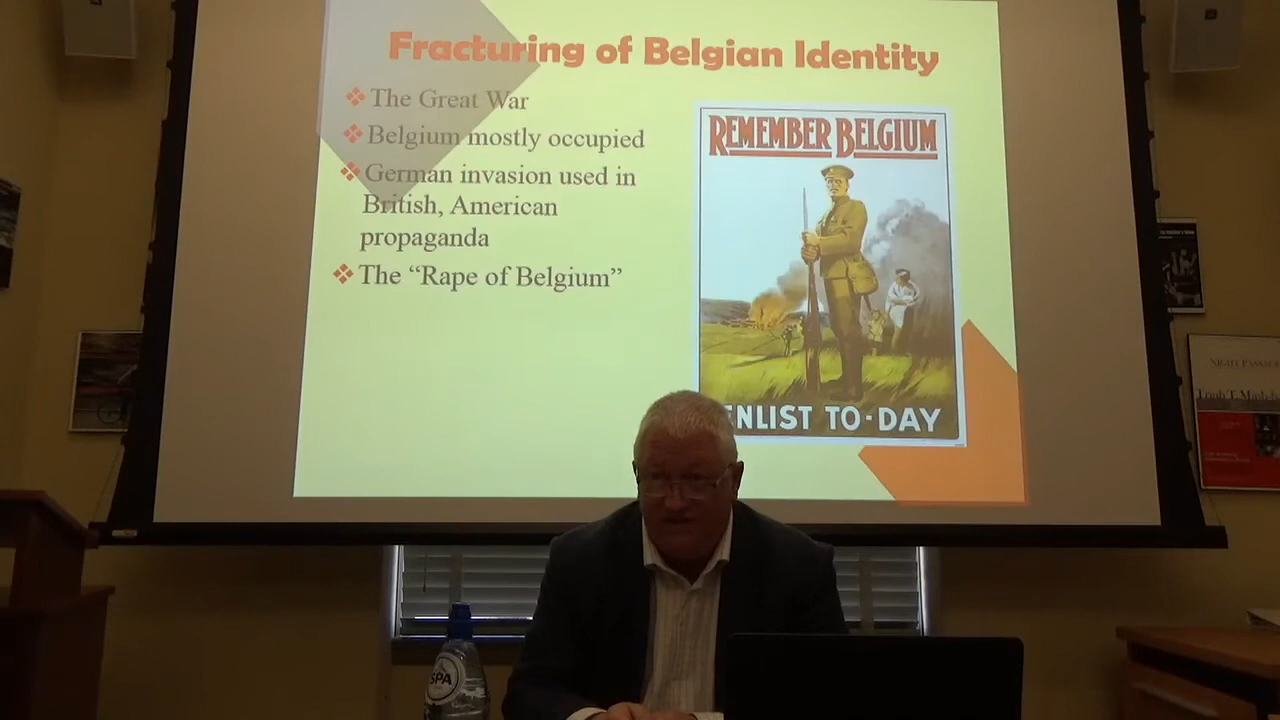 Fracturing of Belgian Identity
The Great War
Belgium mostly occupied
German invasion used in
British, American
propaganda
The “Rape of Belgium”
REMEMBER BELGIUM
ENLIST TO-DAY
SPA